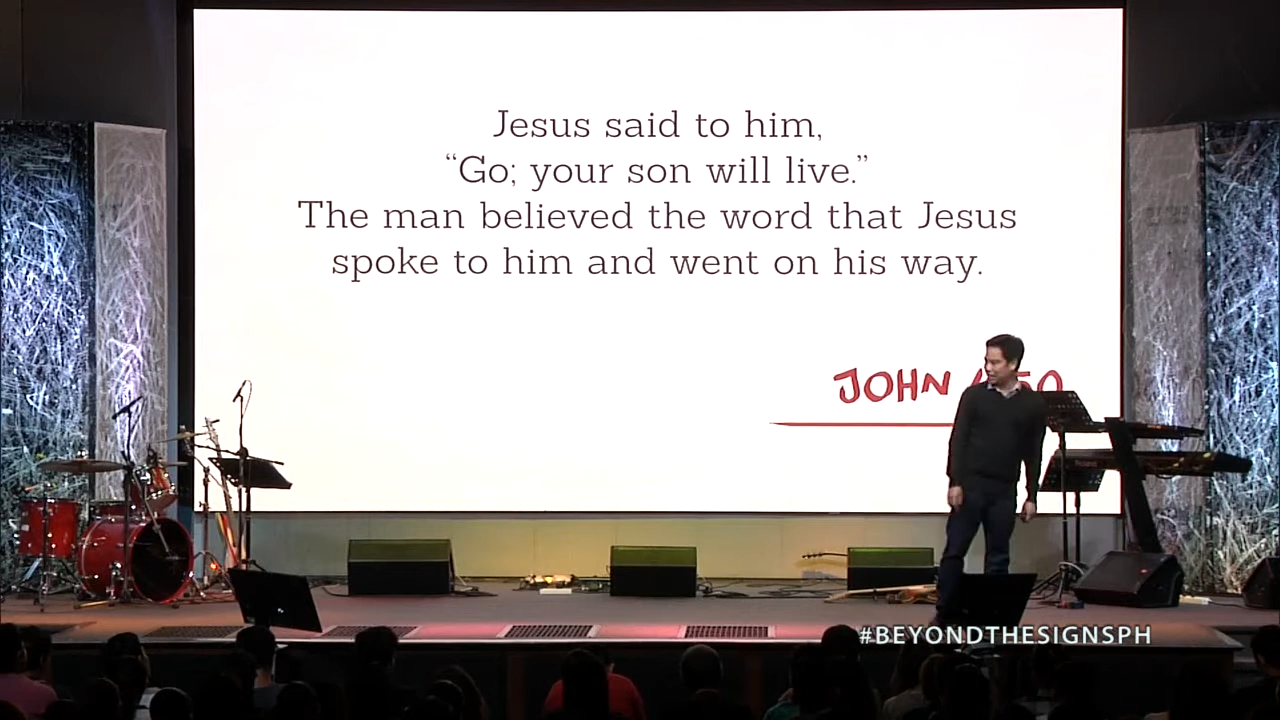 Jesus said to him,
“Go; your son will live.”
The man believed the word that Jesus
spoke to him and went on his way.
JOHN
#BEYONDTHESIGNSPH
Roland